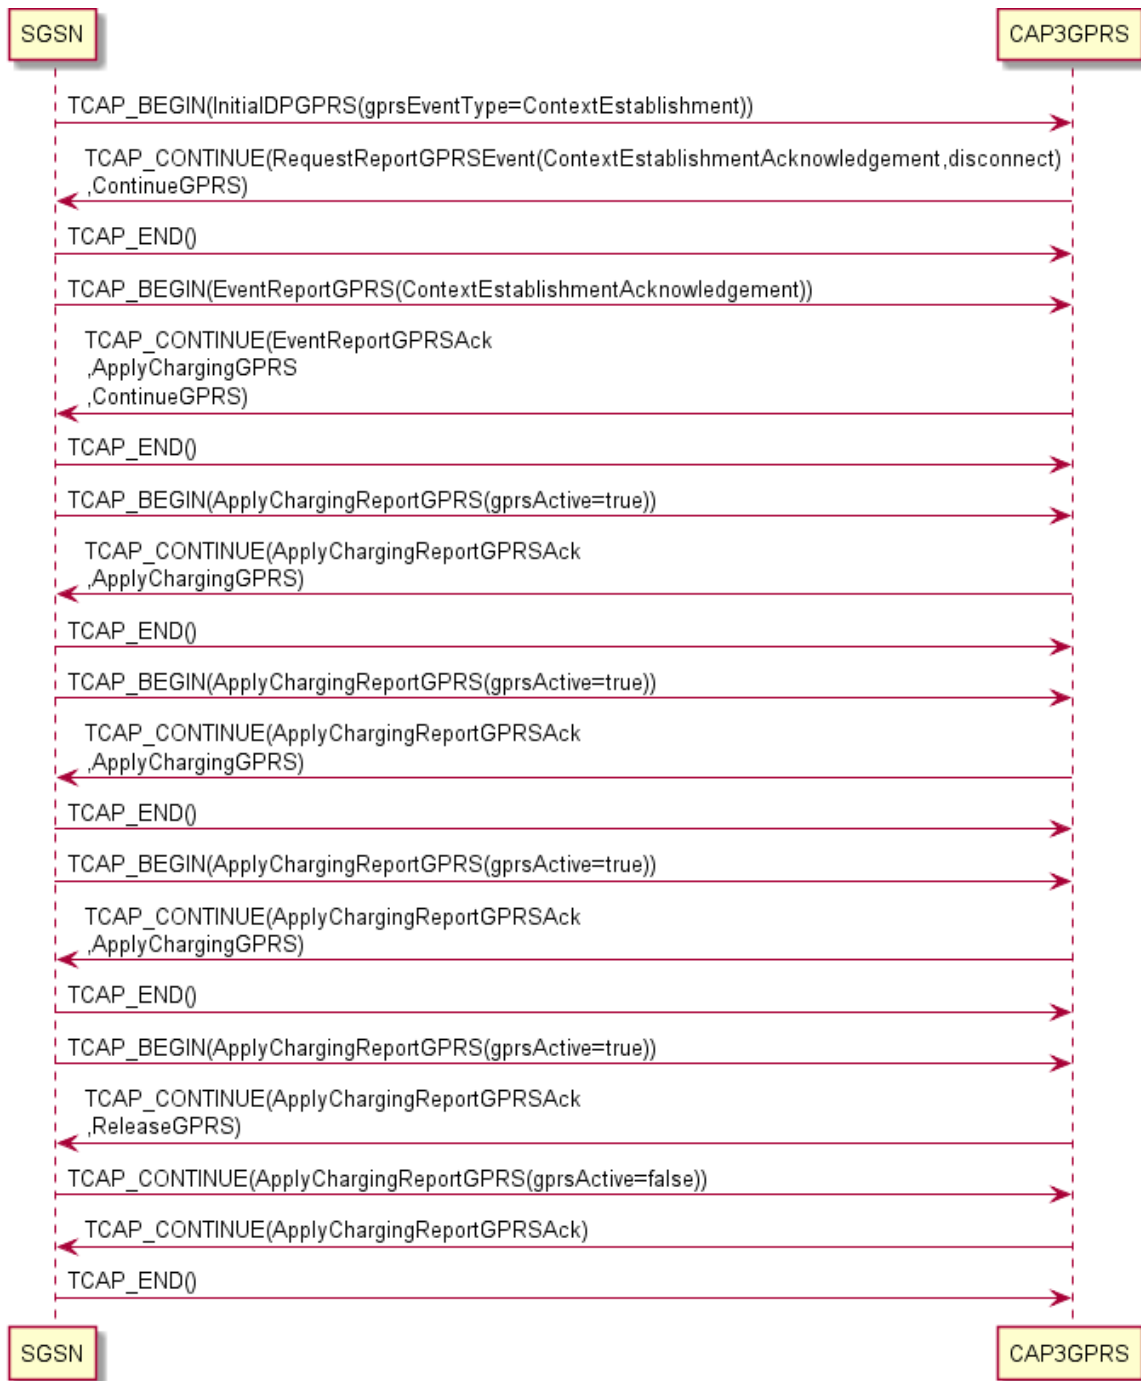 SGSN
CAP3GPRS
TCAP_BEGIN(InitialDPGPRS(gprsEventType=ContextEstablishment))
TCAP_CONTINUE(RequestReportGPRSEvent(ContextEstablishmentAcknowledgement,disconnect)
,ContinueGPRS)
TCAP_END()
TCAP_BEGIN(EventReportGPRS(ContextEstablishmentAcknowledgement))
TCAP_CONTINUE(EventReportGPRSAck
,ApplyChargingGPRS
,ContinueGPRS)
TCAP_END()
TCAP_BEGIN(ApplyChargingReportGPRS(gprsActive=true))
TCAP_CONTINUE(ApplyChargingReportGPRSAck
,ApplyChargingGPRS)
TCAP_END()
TCAP_BEGIN(ApplyChargingReportGPRS(gprsActive=true))
TCAP_CONTINUE(ApplyChargingReportGPRSAck
,ApplyChargingGPRS)
TCAP_END()
TCAP_BEGIN(ApplyChargingReportGPRS(gprsActive=true))
TCAP_CONTINUE(ApplyChargingReportGPRSAck
,ApplyChargingGPRS)
TCAP_END()
TCAP_BEGIN(ApplyChargingReportGPRS(gprsActive=true))
TCAP_CONTINUE(ApplyChargingReportGPRSAck
,ReleaseGPRS)
TCAP_CONTINUE(ApplyChargingReportGPRS(gprsActive=false))
TCAP_CONTINUE(ApplyChargingReportGPRSAck)
TCAP_END()
SGSN
CAP3GPRS